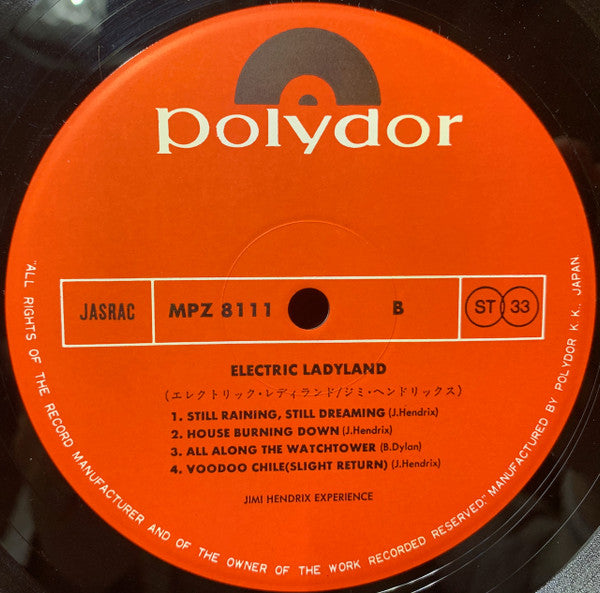 polydor
JASRAC
MPZ 8111
B
ST 33
ELECTRIC LADYLAND
(エレクトリック・レディランド/ジミ・ヘンドリックス)
1. STILL RAINING, STILL DREAMING (J.Hendrix)
2. HOUSE BURNING DOWN (J.Hendrix)
3. ALL ALONG THE WATCHTOWER (B.Dylan)
4. VOODOO CHILE(SLIGHT RETURN) (J.Hendrix)
JIMI HENDRIX EXPERIENCE
"ALL RIGHTS OF THE RECORD MANUFACTURER AND OF THE OWNER OF THE WORK RECORDED RESERVED." MANUFACTURED BY POLYDOR K.K., JAPAN